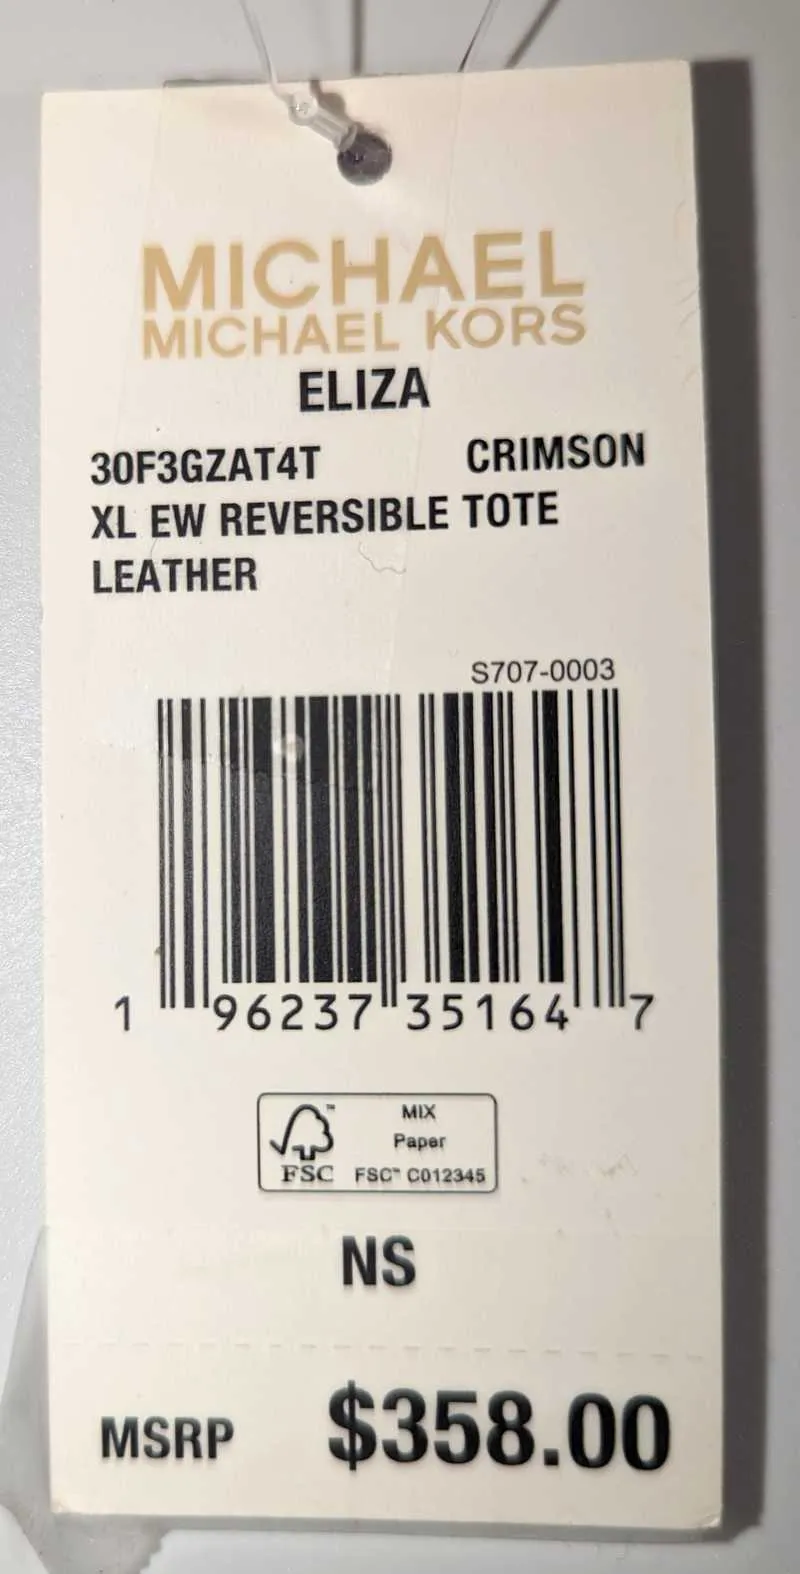 MICHAEL
MICHAEL KORS
ELIZA
30F3GZAT4T CRIMSON
XL EW REVERSIBLE TOTE
LEATHER
S707-0003
1 96237 35164 7
FSC™ MIX
Paper
FSC™ C012345
NS
MSRP $358.00